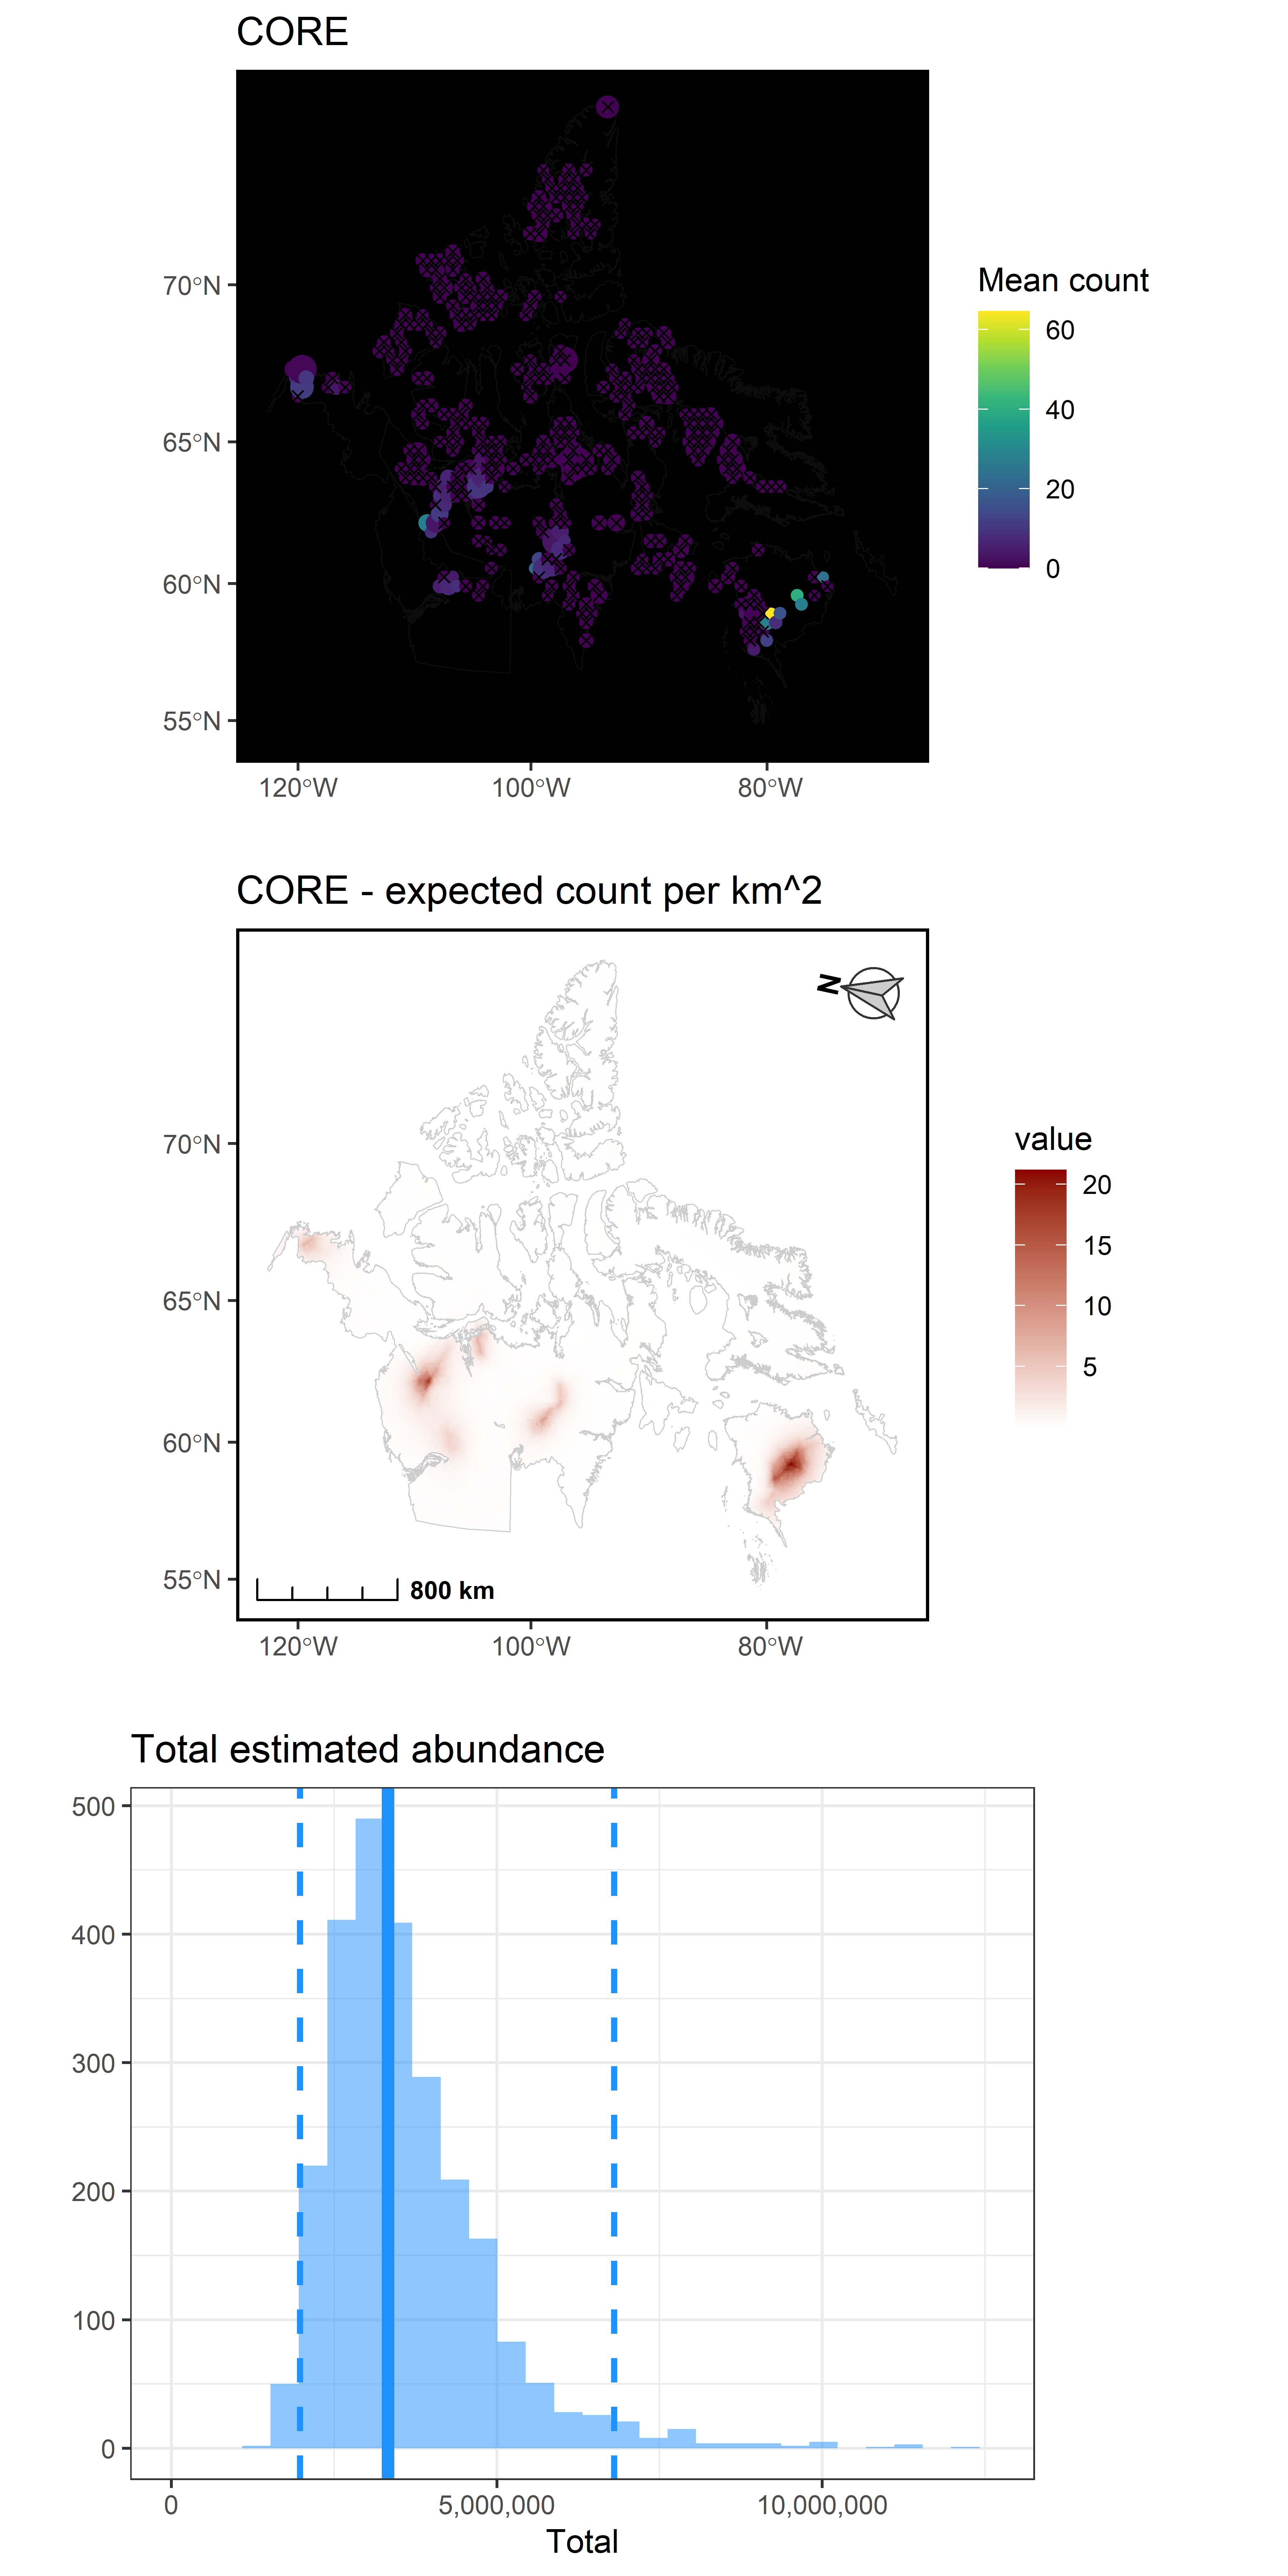 CORE
70°N
65°N
60°N
55°N
120°W 100°W 80°W
Mean count
60
40
20
0
CORE - expected count per km^2
N
70°N
65°N
60°N
55°N
800 km
120°W 100°W 80°W
value
20
15
10
5
Total estimated abundance
500
400
300
200
100
0
0 5,000,000 10,000,000
Total